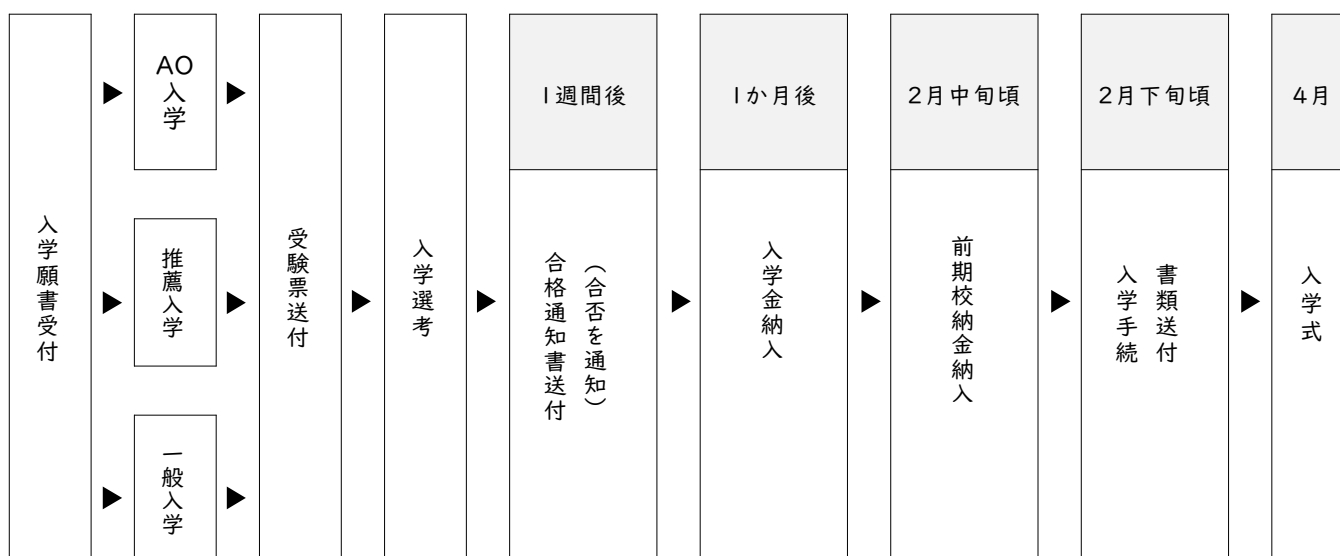 入学願書受付
AO
入学
推薦入学
一般入学
受験票送付
入学選考
1週間後
(合否を通知)
合格通知書送付
1か月後
入学金納入
2月中旬頃
前期校納金納入
2月下旬頃
書類送付
入学手続
4月
入学式